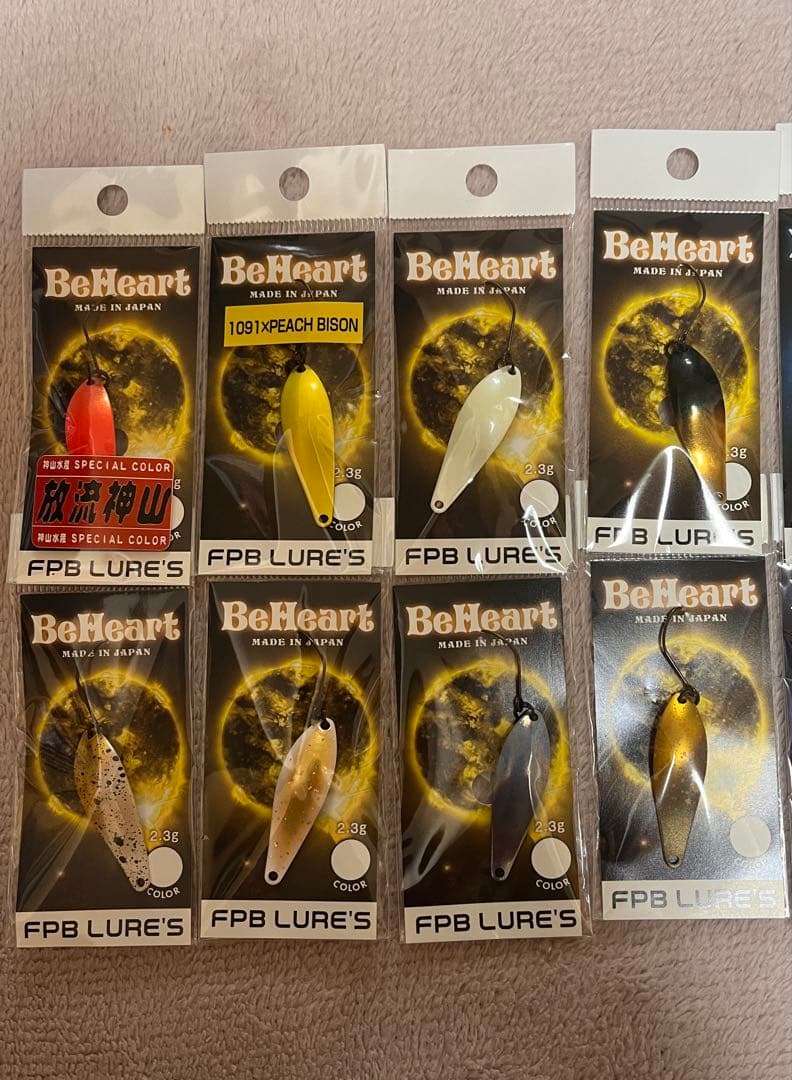 BeHeart
MADE IN JAPAN
g
神山水産 SPECIAL COLOR
放流神山
神山水産 SPECIAL COLOR
OR
FPB LURE'S
BeHeart
MADE IN JAPAN
1091×PEACH BISON
2.3g
COLOR
FPB LURE'S
BeHeart
MADE IN JAPAN
2.3g
COLOR
FPB LURE'S
BeHeart
MADE IN JAPAN
.3g
COLOR
FPB LURE'S
BeHeart
MADE IN JAPAN
2.3g
COLOR
FPB LURE'S
BeHeart
MADE IN JAPAN
2.3g
COLOR
FPB LURE'S
BeHeart
MADE IN JAPAN
2.3g
COLOR
FPB LURE'S
BeHeart
MADE IN JAPAN
COLOR
FPB LURE'S